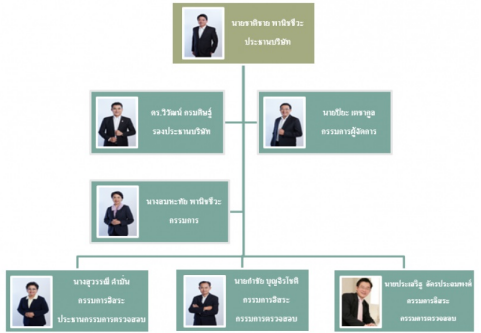 นายชาติชาย พานิชชีวะ
ประธานบริษัท
ดร.วีวัฒน์ กรมดิษฐ์
รองประธานบริษัท
นายปิยะ เตชากูล
กรรมการผู้จัดการ
นางสมหะทัย พานิชชีวะ
กรรมการ
นางสุวรรณี คำมั่น
กรรมการอิสระ
ประธานกรรมการตรวจสอบ
นายกำชัย บุญจิรโชติ
กรรมการอิสระ
กรรมการตรวจสอบ
นายประเสริฐ ภัทรประสิทธิ์
กรรมการอิสระ
กรรมการตรวจสอบ